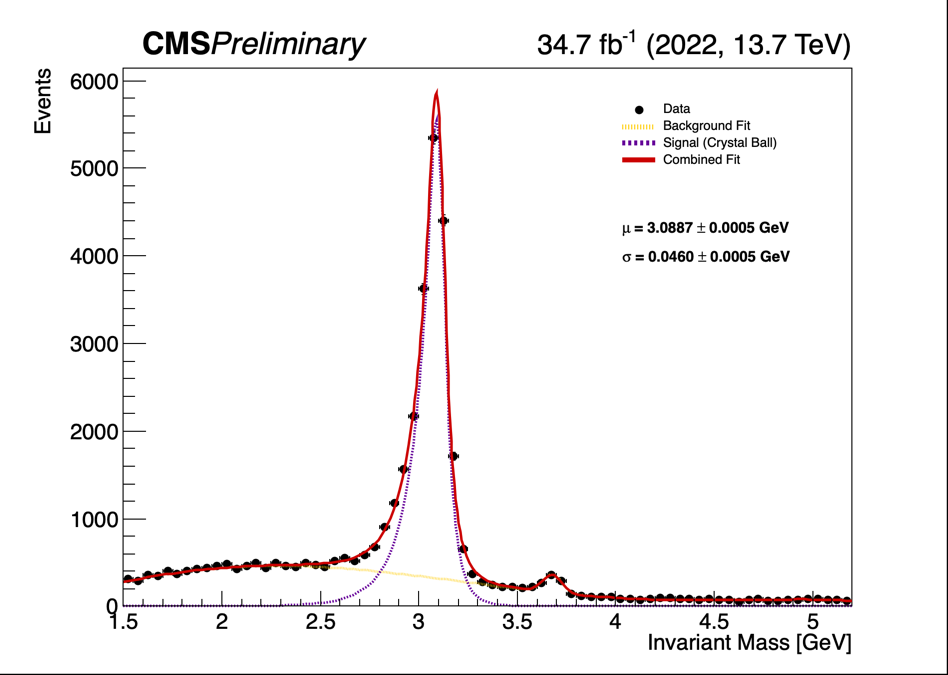 CMSPreliminary 34.7 fb⁻¹ (2022, 13.7 TeV)
Events
6000
5000
4000
3000
2000
1000
0
Data
Background Fit
Signal (Crystal Ball)
Combined Fit
μ = 3.0887 ± 0.0005 GeV
σ = 0.0460 ± 0.0005 GeV
1.5 2 2.5 3 3.5 4 4.5 5
Invariant Mass [GeV]